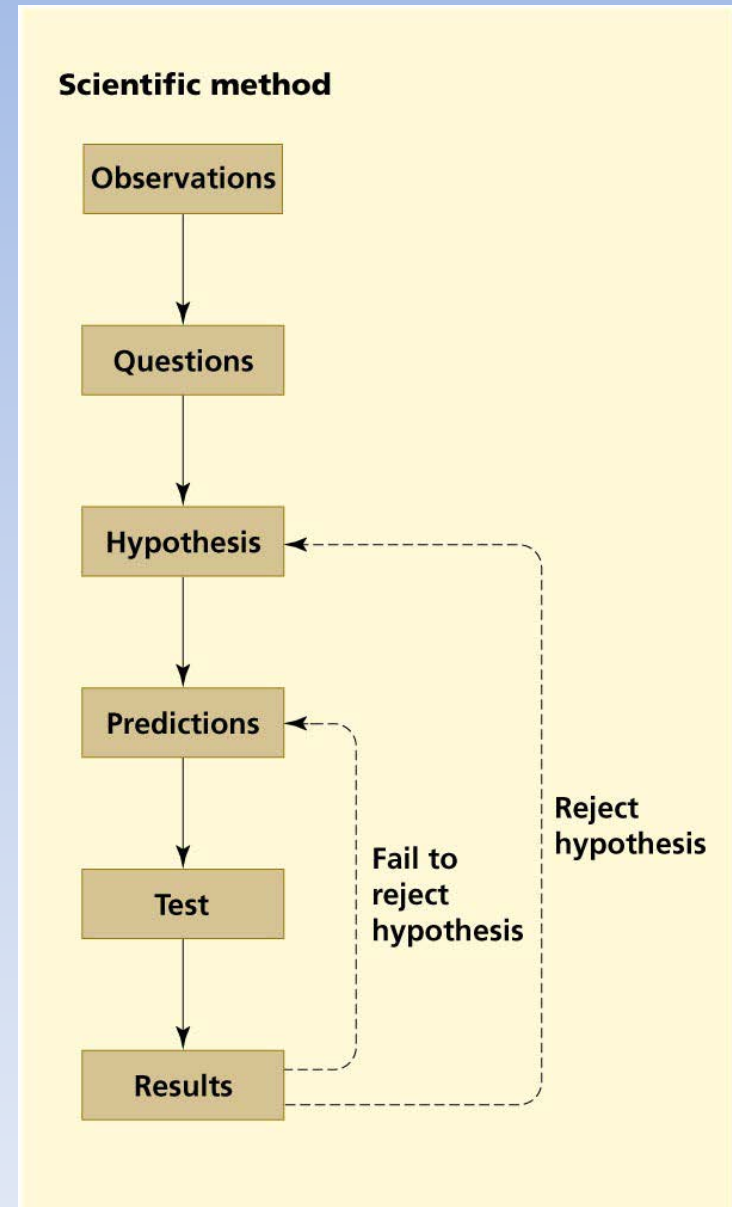 Scientific method
Observations
Questions
Hypothesis
Predictions
Test
Results
Fail to
reject
hypothesis
Reject
hypothesis